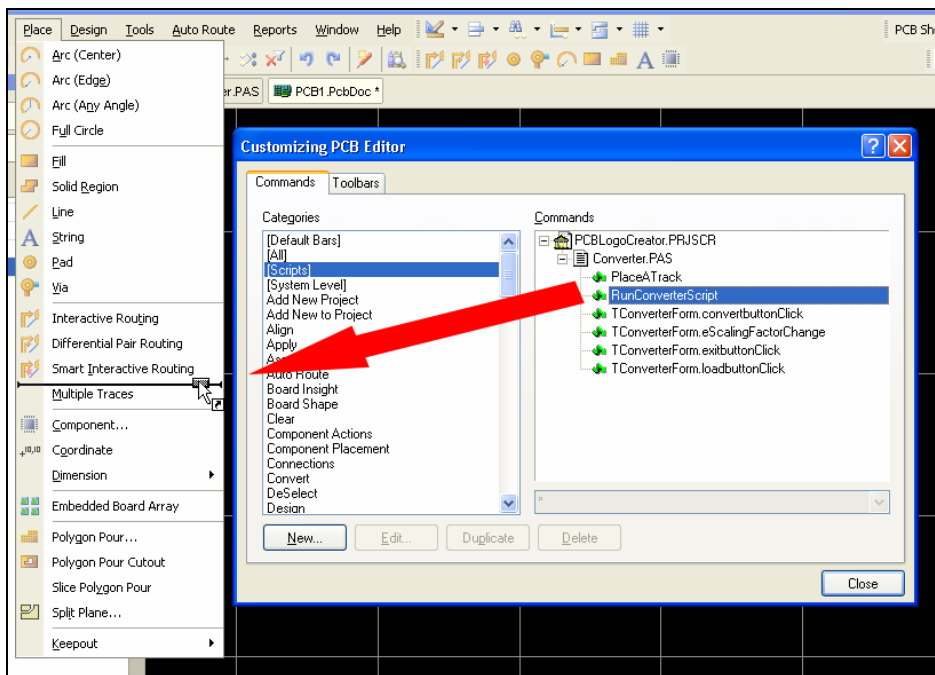 Place Design Tools Auto Route Reports Window Help PCB Sh
Arc (Center)
Arc (Edge)
Arc (Any Angle)
Full Circle
Fill
Solid Region
Line
String
Pad
Via
Interactive Routing
Differential Pair Routing
Smart Interactive Routing
Multiple Traces
Component...
Coordinate
Dimension
Embedded Board Array
Polygon Pour...
Polygon Pour Cutout
Slice Polygon Pour
Split Plane...
Keepout
er.PAS PCB1.PcbDoc *
Customizing PCB Editor
Commands Toolbars
Categories
[Default Bars]
[All]
[Scripts]
[System Level]
Add New Project
Add New to Project
Align
Apply
Auto Route
Board Insight
Board Shape
Clear
Component Actions
Component Placement
Connections
Convert
DeSelect
Design
Commands
PCBLogoCreator.PRJSCR
Converter.PAS
PlaceATrack
RunConverterScript
TConverterForm.convertbuttonClick
TConverterForm.eScalingFactorChange
TConverterForm.exitbuttonClick
TConverterForm.loadbuttonClick
*
New... Edit... Duplicate Delete
Close